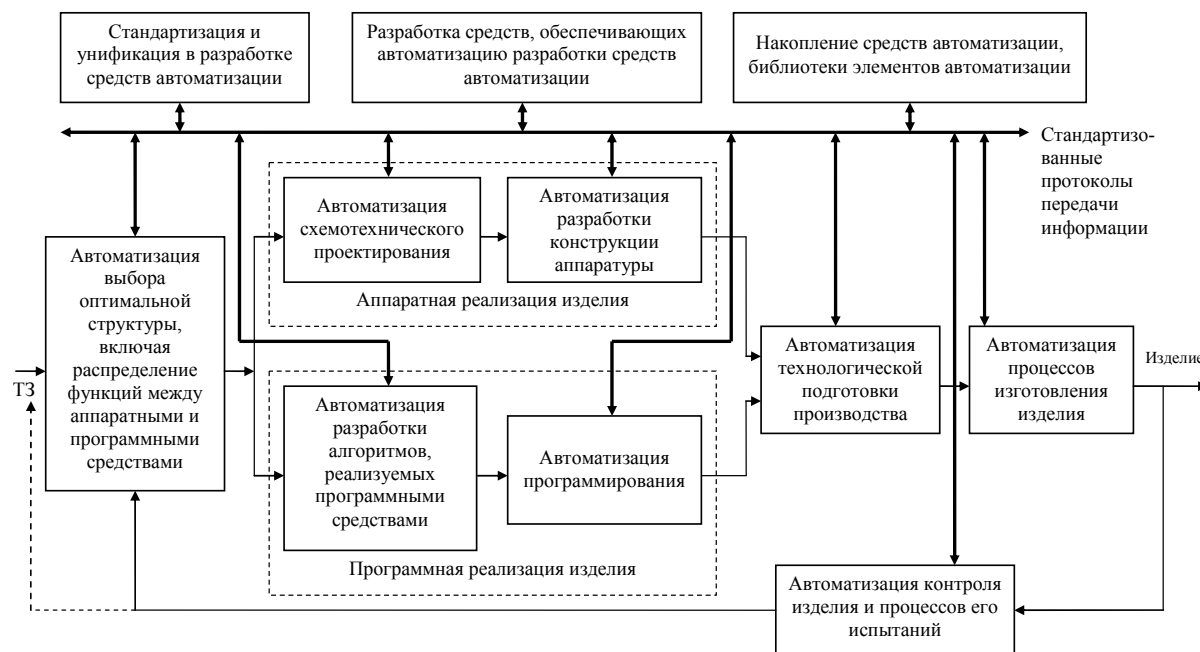 Стандартизация и
унификация в разработке
средств автоматизации
Разработка средств, обеспечивающих
автоматизацию разработки средств
автоматизации
Накопление средств автоматизации,
библиотеки элементов автоматизации
Стандартизо-
ванные
протоколы
передачи
информации
Автоматизация
схемотехнического
проектирования
Автоматизация
разработки
конструкции
аппаратуры
Аппаратная реализация изделия
ТЗ
Автоматизация
выбора
оптимальной
структуры,
включая
распределение
функций между
аппаратными и
программными
средствами
Автоматизация
разработки
алгоритмов,
реализуемых
программными
средствами
Автоматизация
программирования
Программная реализация изделия
Автоматизация
технологической
подготовки
производства
Автоматизация
процессов
изготовления
изделия
Изделие
Автоматизация контроля
изделия и процессов его
испытаний